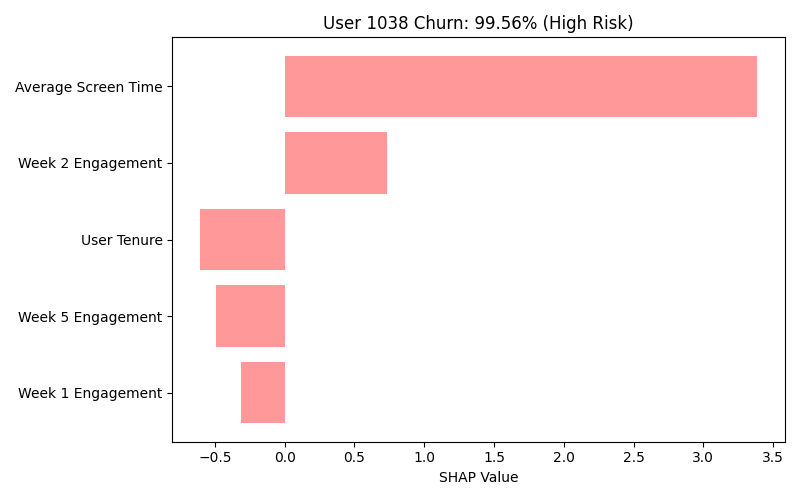 User 1038 Churn: 99.56% (High Risk)
Average Screen Time
Week 2 Engagement
User Tenure
Week 5 Engagement
Week 1 Engagement
−0.5 0.0 0.5 1.0 1.5 2.0 2.5 3.0 3.5
SHAP Value